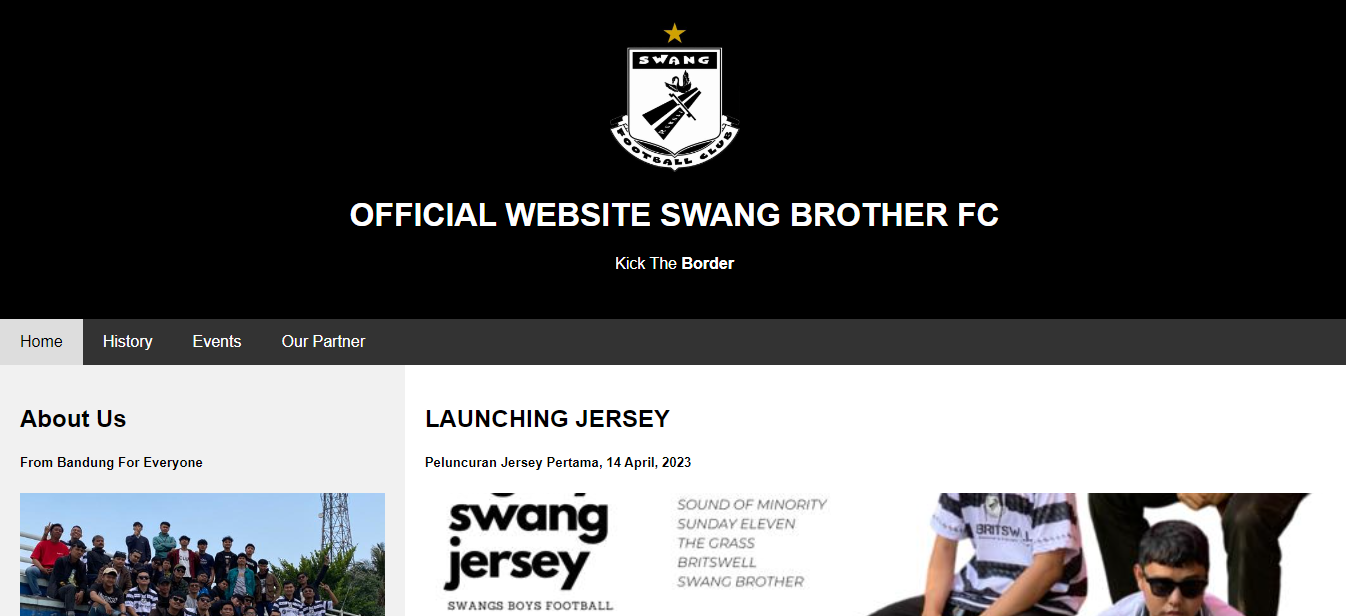 SWANG
FOOTBALL CLUB
OFFICIAL WEBSITE SWANG BROTHER FC
Kick The Border
Home
History
Events
Our Partner
About Us
From Bandung For Everyone
LAUNCHING JERSEY
Peluncuran Jersey Pertama, 14 April, 2023
swang
jersey
SWANGS BOYS FOOTBALL
SOUND OF MINORITY
SUNDAY ELEVEN
THE GRASS
BRITSWELL
SWANG BROTHER